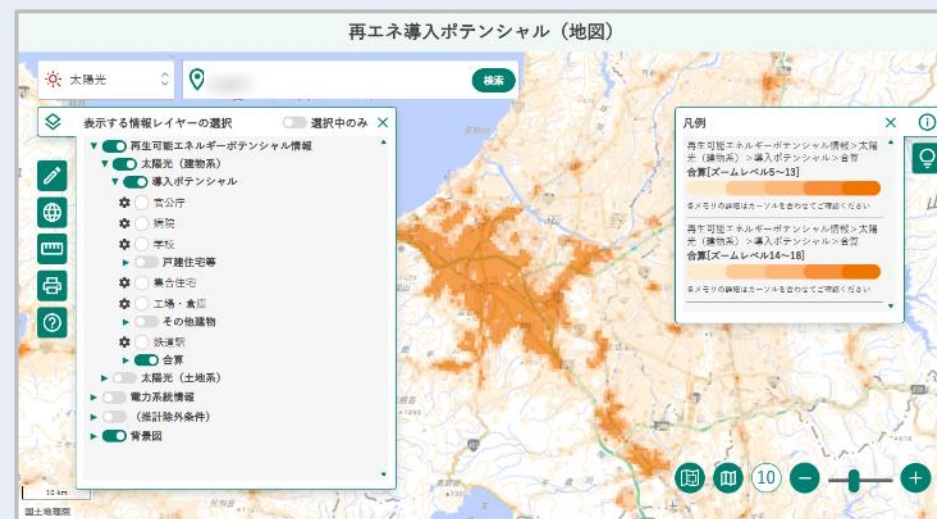 再エネ導入ポテンシャル（地図）
太陽光
検索
表示する情報レイヤーの選択
選択中のみ
再生可能エネルギーポテンシャル情報
太陽光（建物系）
導入ポテンシャル
官公庁
病院
学校
戸建住宅等
集合住宅
工場・倉庫
その他建物
鉄道駅
合算
太陽光（土地系）
電力系統情報
（推計除外条件）
背景図
凡例
再生可能エネルギーポテンシャル情報>太陽
光（建物系）>導入ポテンシャル>合算
合算[ズームレベル5～13]
各メモリの詳細はカーソルを合わせてご確認ください
再生可能エネルギーポテンシャル情報>太陽
光（建物系）>導入ポテンシャル>合算
合算[ズームレベル14～18]
各メモリの詳細はカーソルを合わせてご確認ください
10
10 km
国土地理院